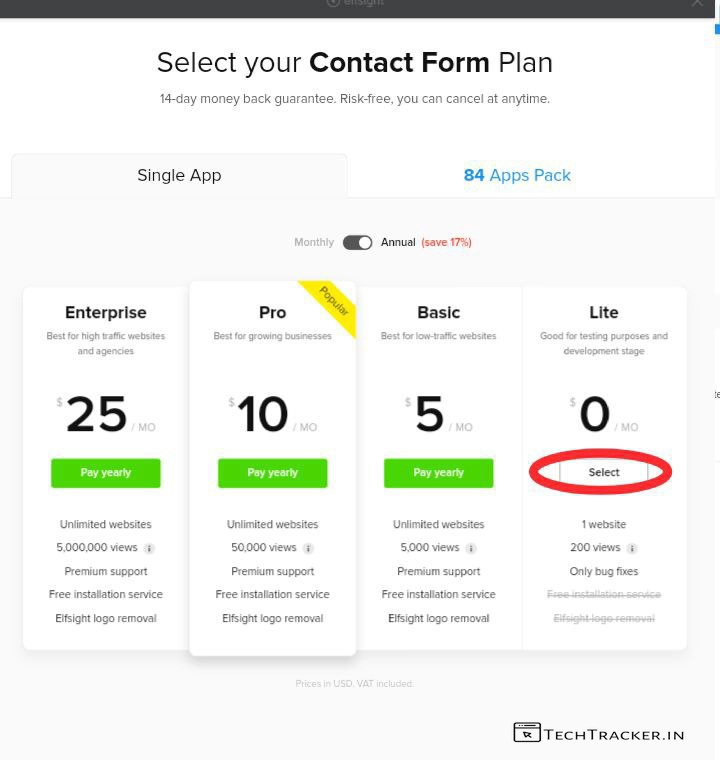 elfsight
Select your Contact Form Plan
14-day money back guarantee. Risk-free, you can cancel at anytime.
Single App
84 Apps Pack
Monthly Annual (save 17%)
Enterprise
Best for high traffic websites
and agencies
$25 / MO
Pay yearly
Unlimited websites
5,000,000 views i
Premium support
Free installation service
Elfsight logo removal
Popular
Pro
Best for growing businesses
$10 / MO
Pay yearly
Unlimited websites
50,000 views i
Premium support
Free installation service
Elfsight logo removal
Basic
Best for low-traffic websites
$5 / MO
Pay yearly
Unlimited websites
5,000 views i
Premium support
Free installation service
Elfsight logo removal
Lite
Good for testing purposes and
development stage
$0 / MO
Select
1 website
200 views i
Only bug fixes
Free installation service
Elfsight logo removal
Prices in USD. VAT included.
TECHTRACKER.IN